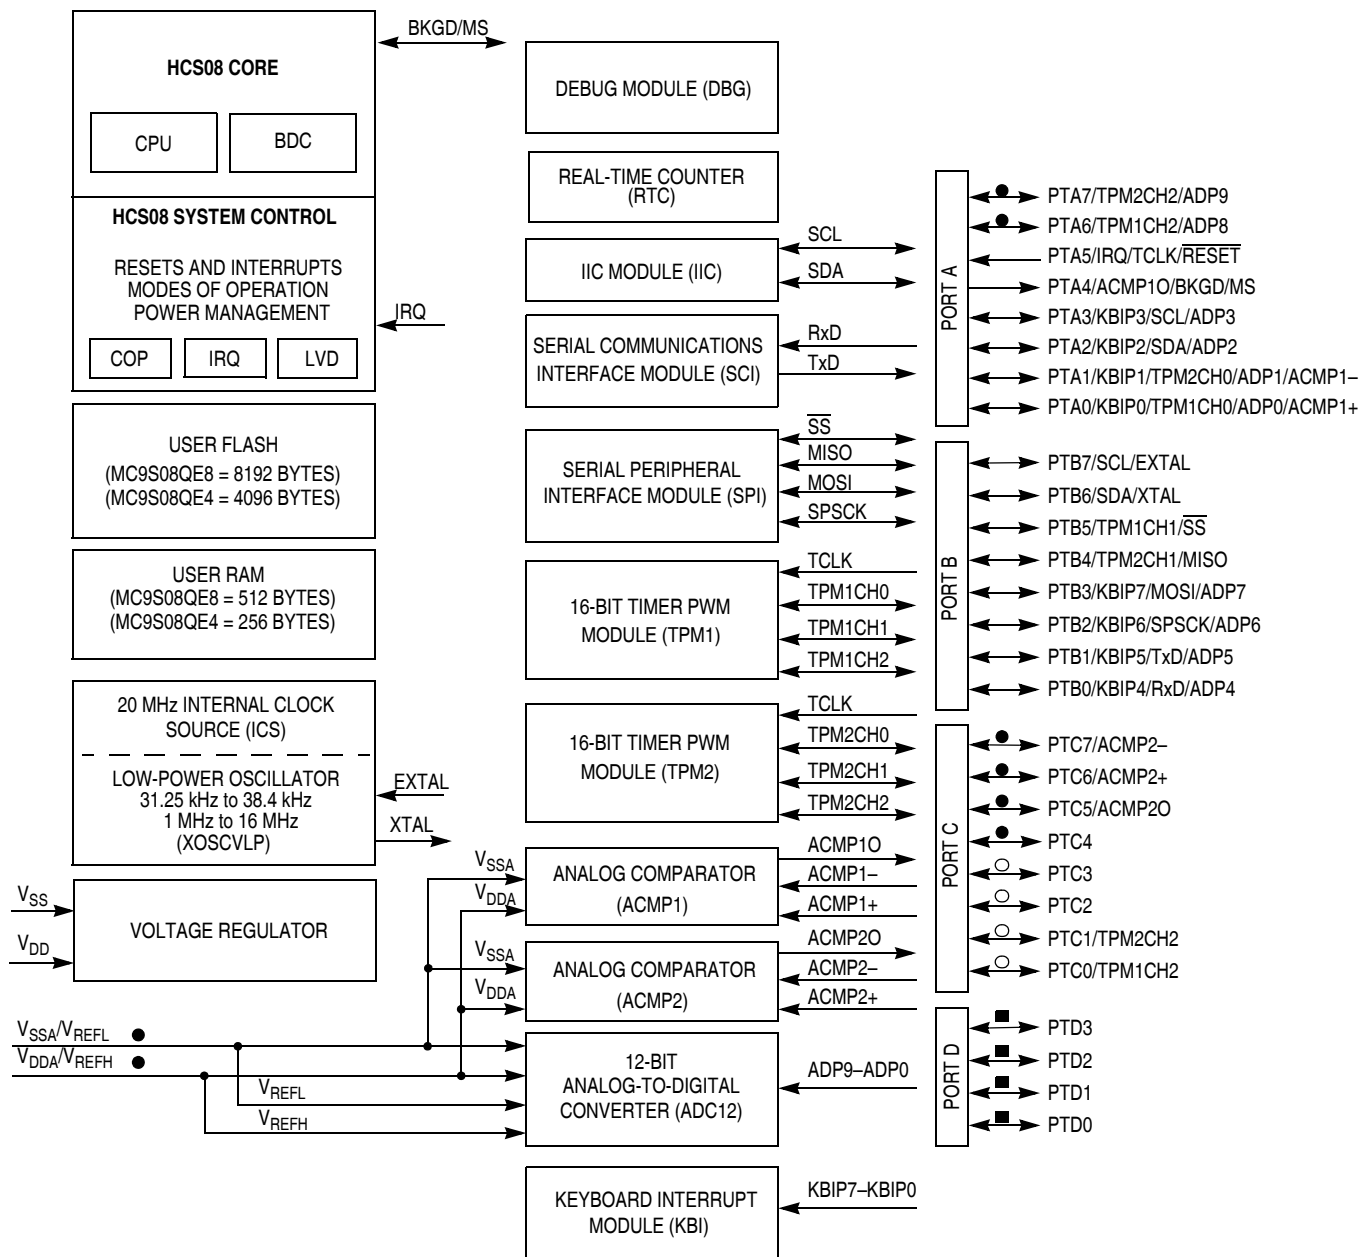 HCS08 CORE
CPU
BDC
BKGD/MS
HCS08 SYSTEM CONTROL
RESETS AND INTERRUPTS
MODES OF OPERATION
POWER MANAGEMENT
COP
IRQ
LVD
IRQ
USER FLASH
(MC9S08QE8 = 8192 BYTES)
(MC9S08QE4 = 4096 BYTES)
USER RAM
(MC9S08QE8 = 512 BYTES)
(MC9S08QE4 = 256 BYTES)
20 MHz INTERNAL CLOCK
SOURCE (ICS)
LOW-POWER OSCILLATOR
31.25 kHz to 38.4 kHz
1 MHz to 16 MHz
(XOSCVLP)
EXTAL
XTAL
VSS
VDD
VOLTAGE REGULATOR
VSSA/VREFL
VDDA/VREFH
VREFL
VREFH
DEBUG MODULE (DBG)
REAL-TIME COUNTER
(RTC)
IIC MODULE (IIC)
SCL
SDA
SERIAL COMMUNICATIONS
INTERFACE MODULE (SCI)
RxD
TxD
SERIAL PERIPHERAL
INTERFACE MODULE (SPI)
SS
MISO
MOSI
SPSCK
16-BIT TIMER PWM
MODULE (TPM1)
TCLK
TPM1CH0
TPM1CH1
TPM1CH2
16-BIT TIMER PWM
MODULE (TPM2)
TCLK
TPM2CH0
TPM2CH1
TPM2CH2
VSSA
VDDA
ANALOG COMPARATOR
(ACMP1)
ACMP1O
ACMP1–
ACMP1+
VSSA
VDDA
ANALOG COMPARATOR
(ACMP2)
ACMP2O
ACMP2–
ACMP2+
12-BIT
ANALOG-TO-DIGITAL
CONVERTER (ADC12)
ADP9–ADP0
KEYBOARD INTERRUPT
MODULE (KBI)
KBIP7–KBIP0
PORT A
PTA7/TPM2CH2/ADP9
PTA6/TPM1CH2/ADP8
PTA5/IRQ/TCLK/RESET
PTA4/ACMP1O/BKGD/MS
PTA3/KBIP3/SCL/ADP3
PTA2/KBIP2/SDA/ADP2
PTA1/KBIP1/TPM2CH0/ADP1/ACMP1–
PTA0/KBIP0/TPM1CH0/ADP0/ACMP1+
PORT B
PTB7/SCL/EXTAL
PTB6/SDA/XTAL
PTB5/TPM1CH1/SS
PTB4/TPM2CH1/MISO
PTB3/KBIP7/MOSI/ADP7
PTB2/KBIP6/SPSCK/ADP6
PTB1/KBIP5/TxD/ADP5
PTB0/KBIP4/RxD/ADP4
PORT C
PTC7/ACMP2–
PTC6/ACMP2+
PTC5/ACMP2O
PTC4
PTC3
PTC2
PTC1/TPM2CH2
PTC0/TPM1CH2
PORT D
PTD3
PTD2
PTD1
PTD0